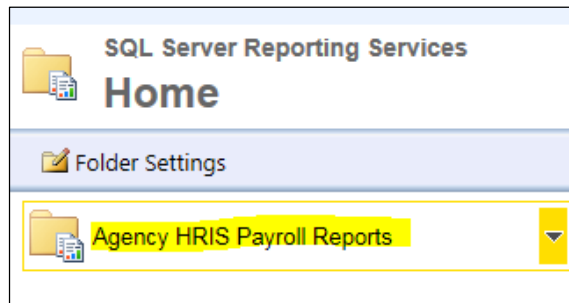 SQL Server Reporting Services
Home
Folder Settings
Agency HRIS Payroll Reports